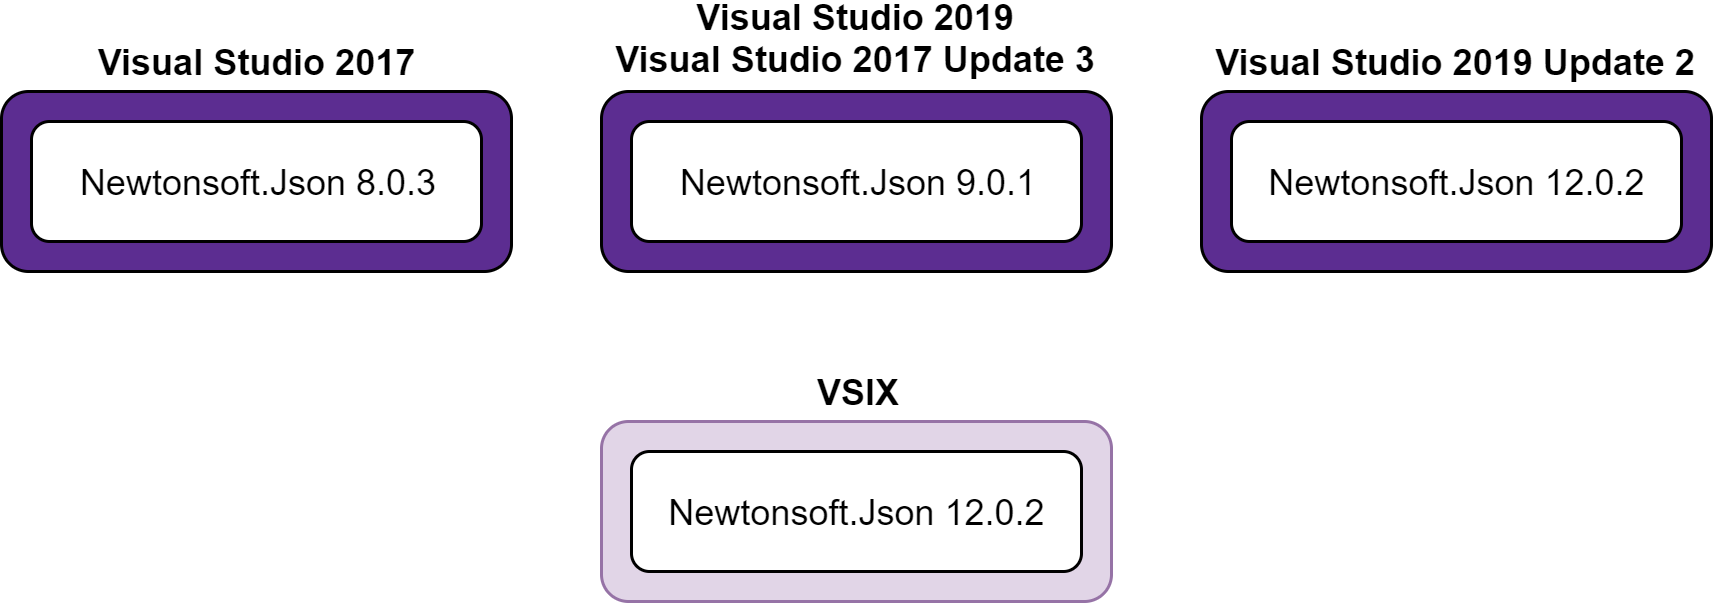 Visual Studio 2017
Newtonsoft.Json 8.0.3
Visual Studio 2019
Visual Studio 2017 Update 3
Newtonsoft.Json 9.0.1
Visual Studio 2019 Update 2
Newtonsoft.Json 12.0.2
VSIX
Newtonsoft.Json 12.0.2